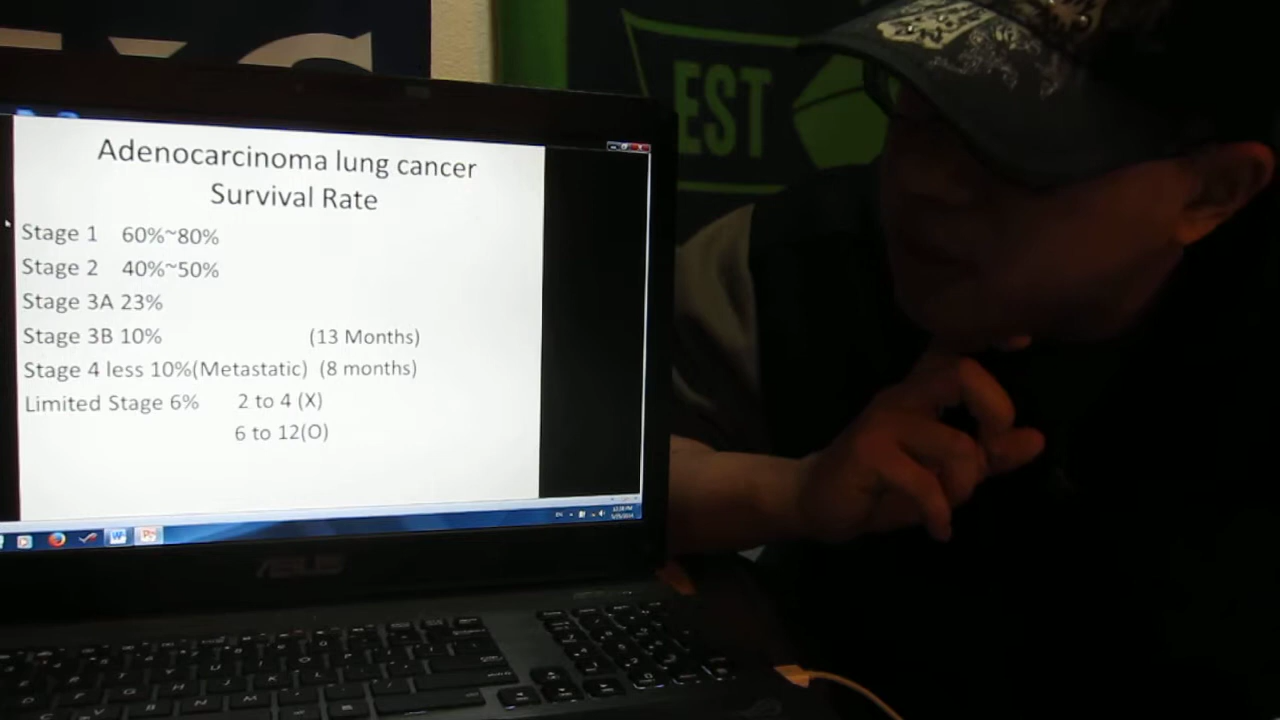 EST
Adenocarcinoma lung cancer
Survival Rate
Stage 1 60%~80%
Stage 2 40%~50%
Stage 3A 23%
Stage 3B 10% (13 Months)
Stage 4 less 10%(Metastatic) (8 months)
Limited Stage 6% 2 to 4 (X)
6 to 12(O)
ASUS